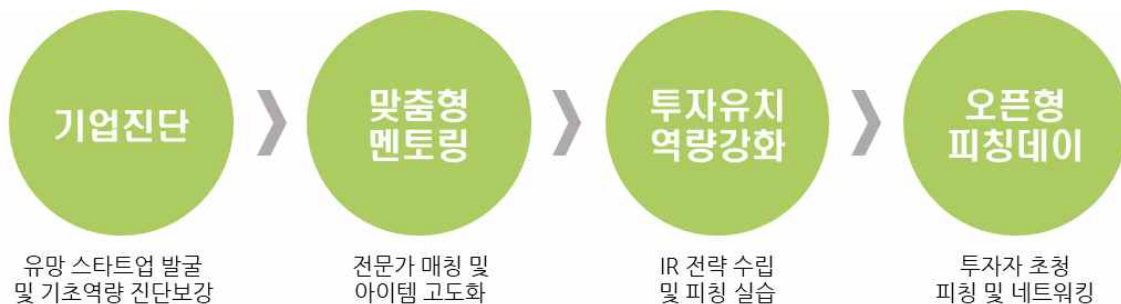 기업진단
맞춤형
멘토링
투자유치
역량강화
오픈형
피칭데이
유망 스타트업 발굴
및 기초역량 진단보강
전문가 매칭 및
아이템 고도화
IR 전략 수립
및 피칭 실습
투자자 초청
피칭 및 네트워킹